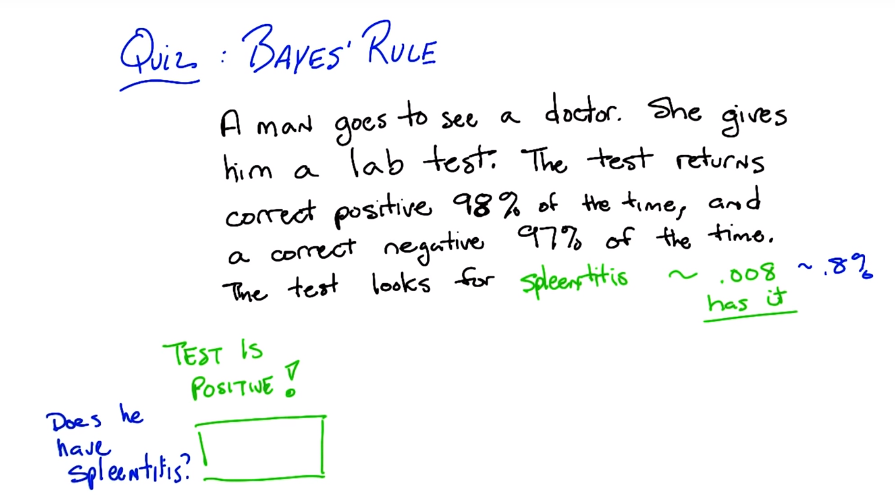 Quiz: BAYES' RULE
A man goes to see a doctor. She gives
him a lab test. The test returns
correct positive 98% of the time, and
a correct negative 97% of the time.
The test looks for spleentitis ~ .008 ~ .8%
has it
TEST IS
POSITIVE!
Does he
have
spleentitis?